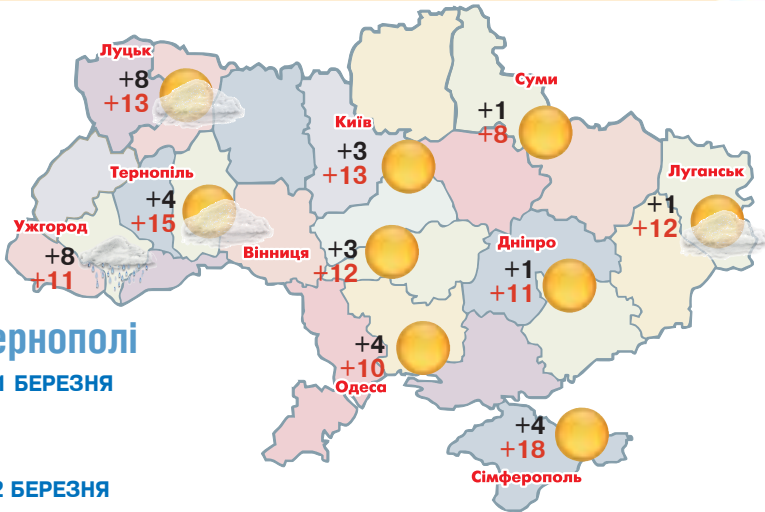 Луцьк
+8
+13
Суми
+1
+8
Київ
+3
+13
Тернопіль
+4
+15
Луганськ
+1
+12
Ужгород
+8
+11
Вінниця
+3
+12
Дніпро
+1
+11
ернополі
+4
+10
Одеса
БЕРЕЗНЯ
+4
+18
Сімферополь
2 БЕРЕЗНЯ